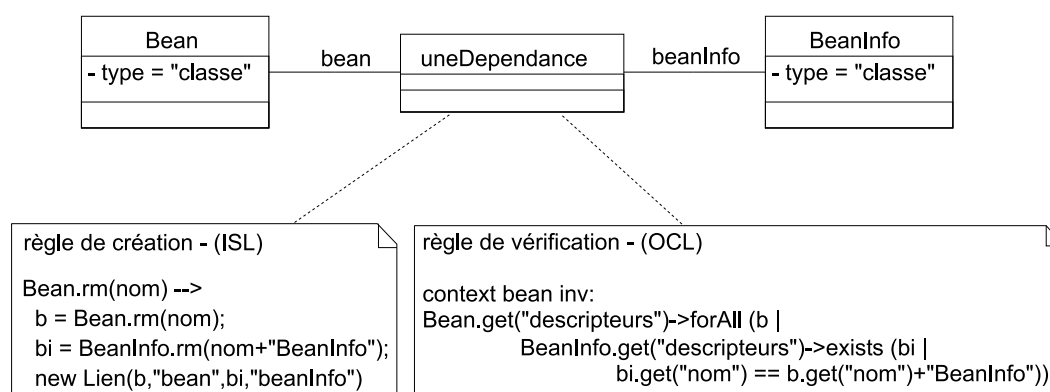 Bean
- type = "classe"
bean
uneDependance
beanInfo
BeanInfo
- type = "classe"
règle de création - (ISL)
Bean.rm(nom) -->
b = Bean.rm(nom);
bi = BeanInfo.rm(nom+"BeanInfo");
new Lien(b,"bean",bi,"beanInfo")
règle de vérification - (OCL)
context bean inv:
Bean.get("descripteurs")->forAll (b |
BeanInfo.get("descripteurs")->exists (bi |
bi.get("nom") == b.get("nom")+"BeanInfo"))